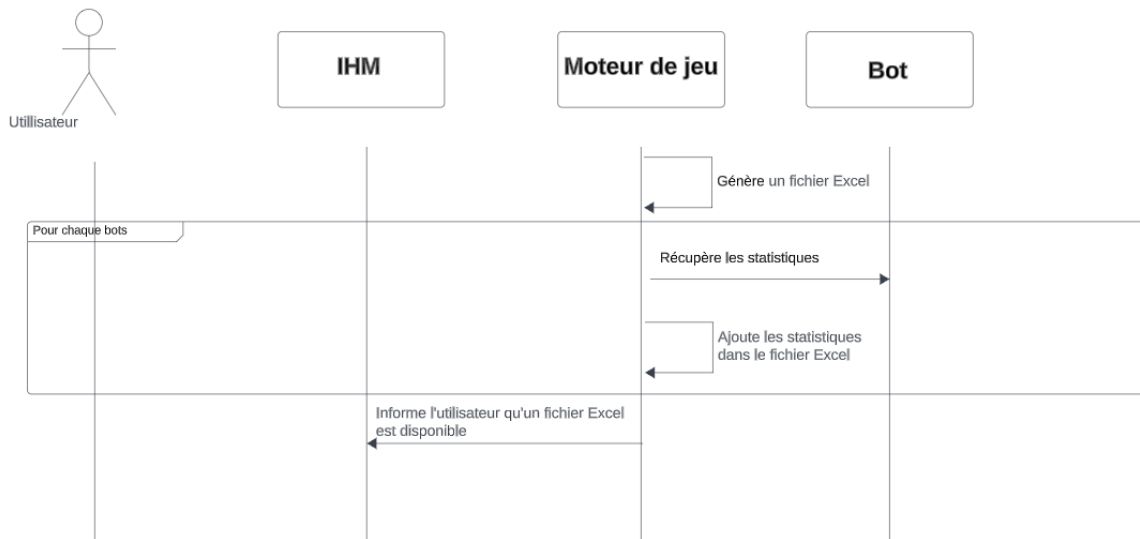 IHM
Moteur de jeu
Bot
Utillisateur
Génère un fichier Excel
Pour chaque bots
Récupère les statistiques
Ajoute les statistiques
dans le fichier Excel
Informe l'utilisateur qu'un fichier Excel
est disponible